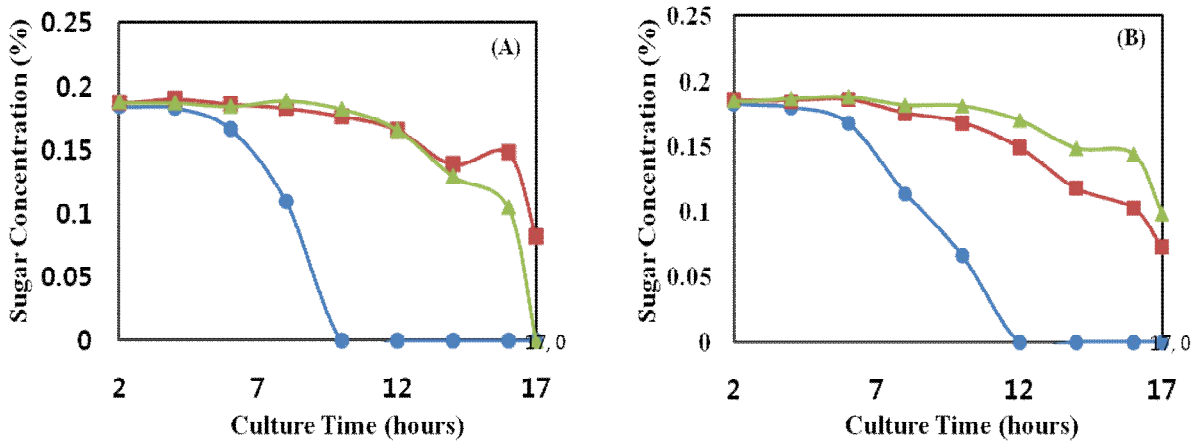 Sugar Concentration (%)
0.25
0.2
0.15
0.1
0.05
0
(A)
17, 0
2 7 12 17
Culture Time (hours)
Sugar Concentration (%)
0.25
0.2
0.15
0.1
0.05
0
(B)
17, 0
2 7 12 17
Culture Time (hours)